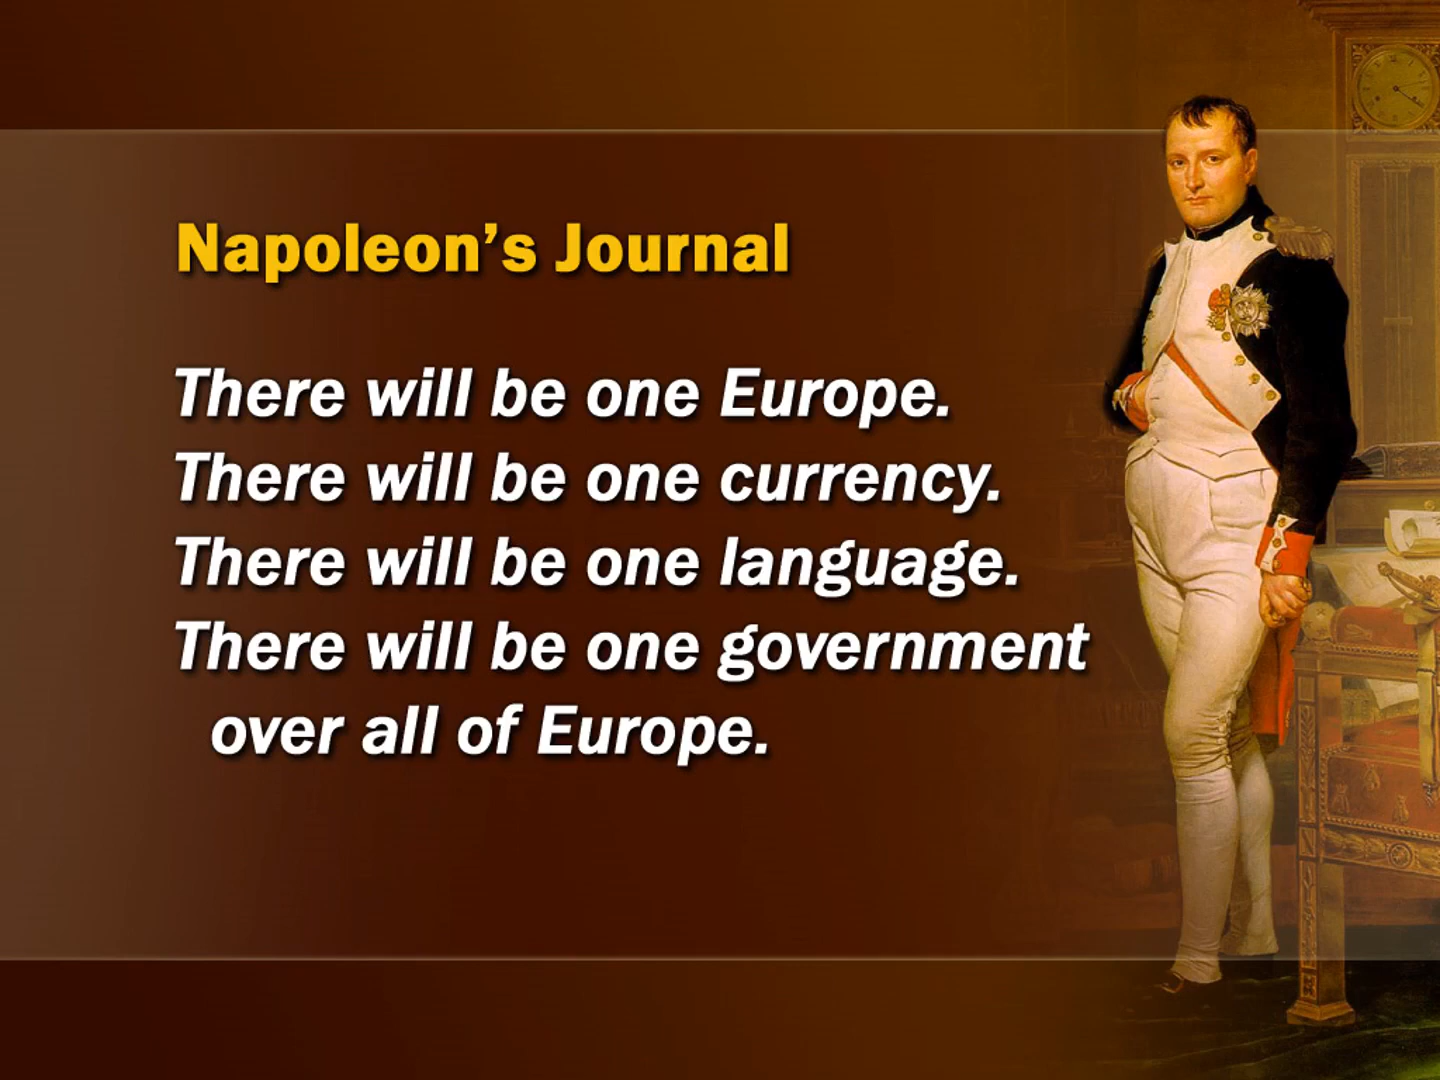 Napoleon’s Journal
There will be one Europe.
There will be one currency.
There will be one language.
There will be one government
over all of Europe.